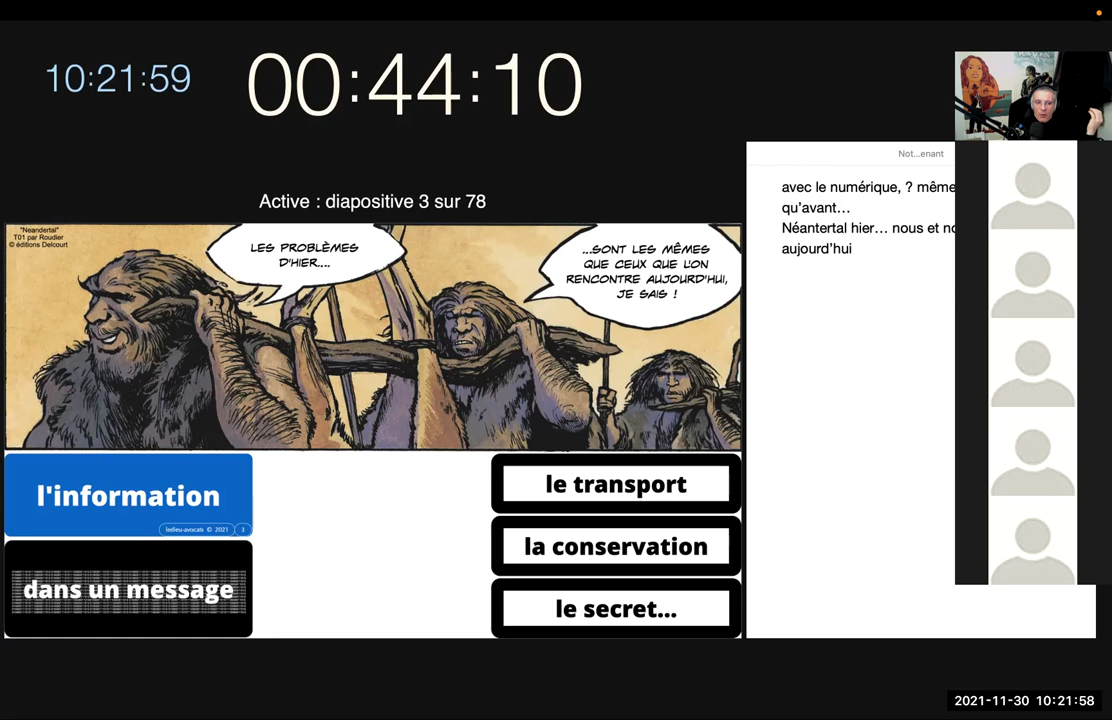 10:21:59
00:44:10
Active : diapositive 3 sur 78
"Neandertal"
T01 par Roudier
© éditions Delcourt
LES PROBLÈMES
D'HIER....
...SONT LES MÊMES
QUE CEUX QUE L'ON
RENCONTRE AUJOURD'HUI,
JE SAIS !
l'information
ledieu-avocats © 2021 3
dans un message
le transport
la conservation
le secret...
Not...enant
avec le numérique, ? même
qu'avant…
Néantertal hier… nous et no
aujourd'hui
2021-11-30 10:21:58